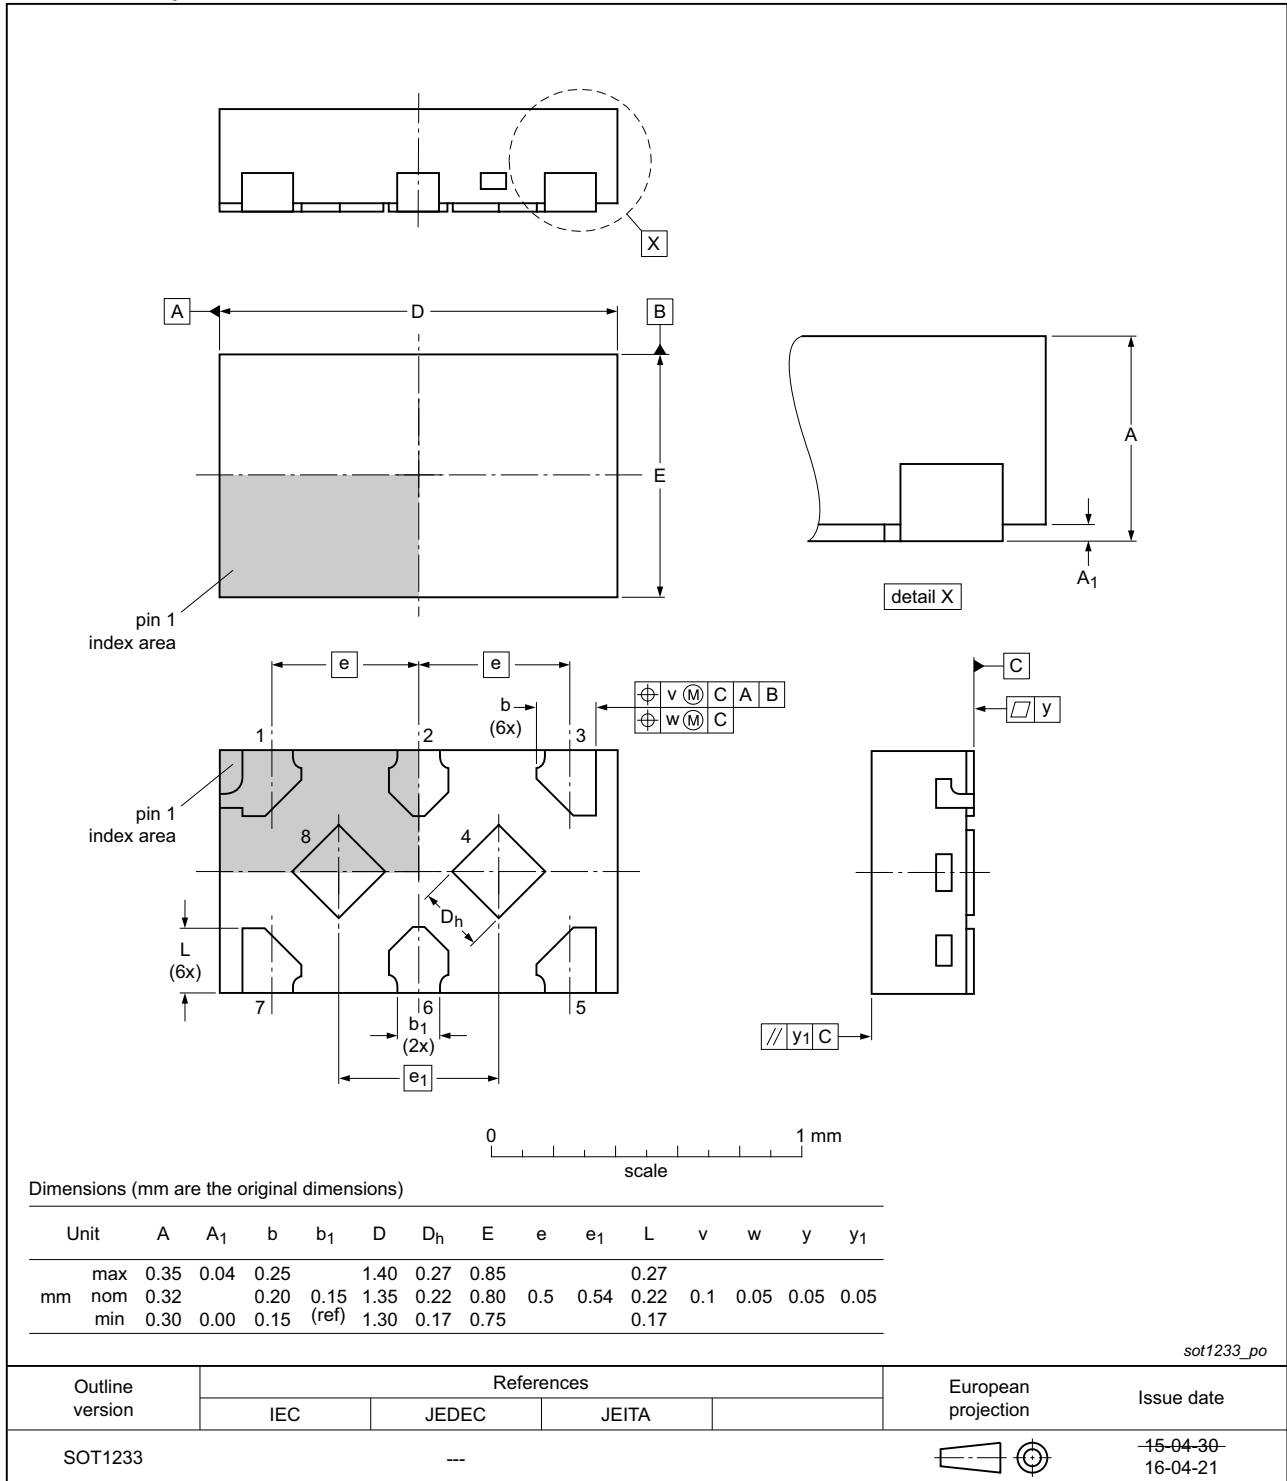 X
A
D
B
E
pin 1
index area
A
A1
detail X
e
e
b
(6x)
v M C A B
w M C
C
y
1
2
3
pin 1
index area
8
4
Dh
L
(6x)
7
6
5
b1
(2x)
e1
// y1 C
0
1 mm
scale
Dimensions (mm are the original dimensions)
Unit A A1 b b1 D Dh E e e1 L v w y y1
max 0.35 0.04 0.25 1.40 0.27 0.85 0.27
mm nom 0.32 0.20 0.15 1.35 0.22 0.80 0.5 0.54 0.22 0.1 0.05 0.05 0.05
min 0.30 0.00 0.15 (ref) 1.30 0.17 0.75 0.17
sot1233_po
Outline
version
References
IEC JEDEC JEITA
European
projection
Issue date
SOT1233
---
15-04-30
16-04-21